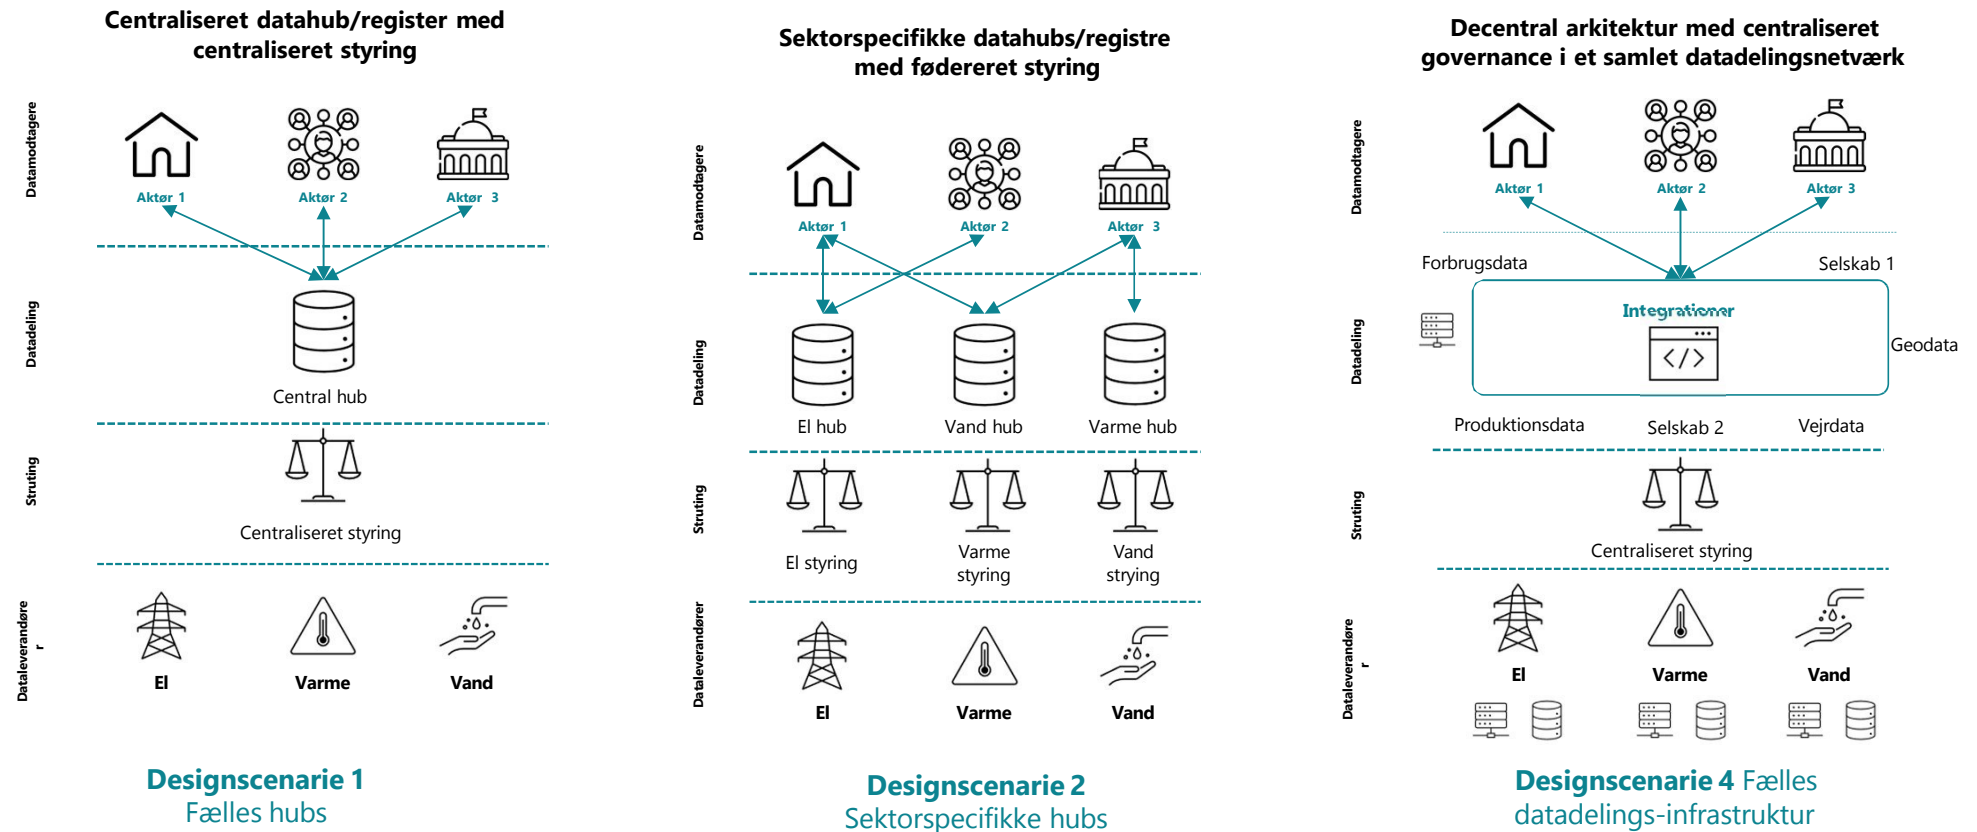 Centraliseret datahub/register med
centraliseret styring
Datamodtagere
Aktør 1
Aktør 2
Aktør 3
Datadeling
Central hub
Struting
Centraliseret styring
Dataleverandøre
r
El
Varme
Vand
Designscenarie 1
Fælles hubs
Sektorspecifikke datahubs/registre
med fødereret styring
Datamodtagere
Aktør 1
Aktør 2
Aktør 3
Datadeling
El hub
Vand hub
Varme hub
Struting
El styring
Varme
styring
Vand
strying
Dataleverandører
El
Varme
Vand
Designscenarie 2
Sektorspecifikke hubs
Decentral arkitektur med centraliseret
governance i et samlet datadelingsnetværk
Datamodtagere
Aktør 1
Aktør 2
Aktør 3
Forbrugsdata
Selskab 1
Datadeling
Integrationer
</>
Geodata
Produktionsdata
Selskab 2
Vejrdata
Struting
Centraliseret styring
Dataleverandøre
r
El
Varme
Vand
Designscenarie 4 Fælles
datadelings-infrastruktur